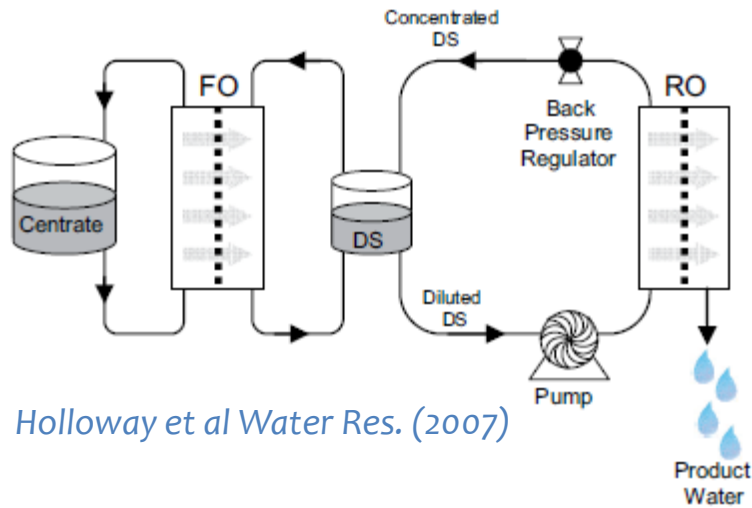 Concentrated
DS
FO
RO
Back
Pressure
Regulator
Centrate
DS
Diluted
DS
Pump
Holloway et al Water Res. (2007)
Product
Water